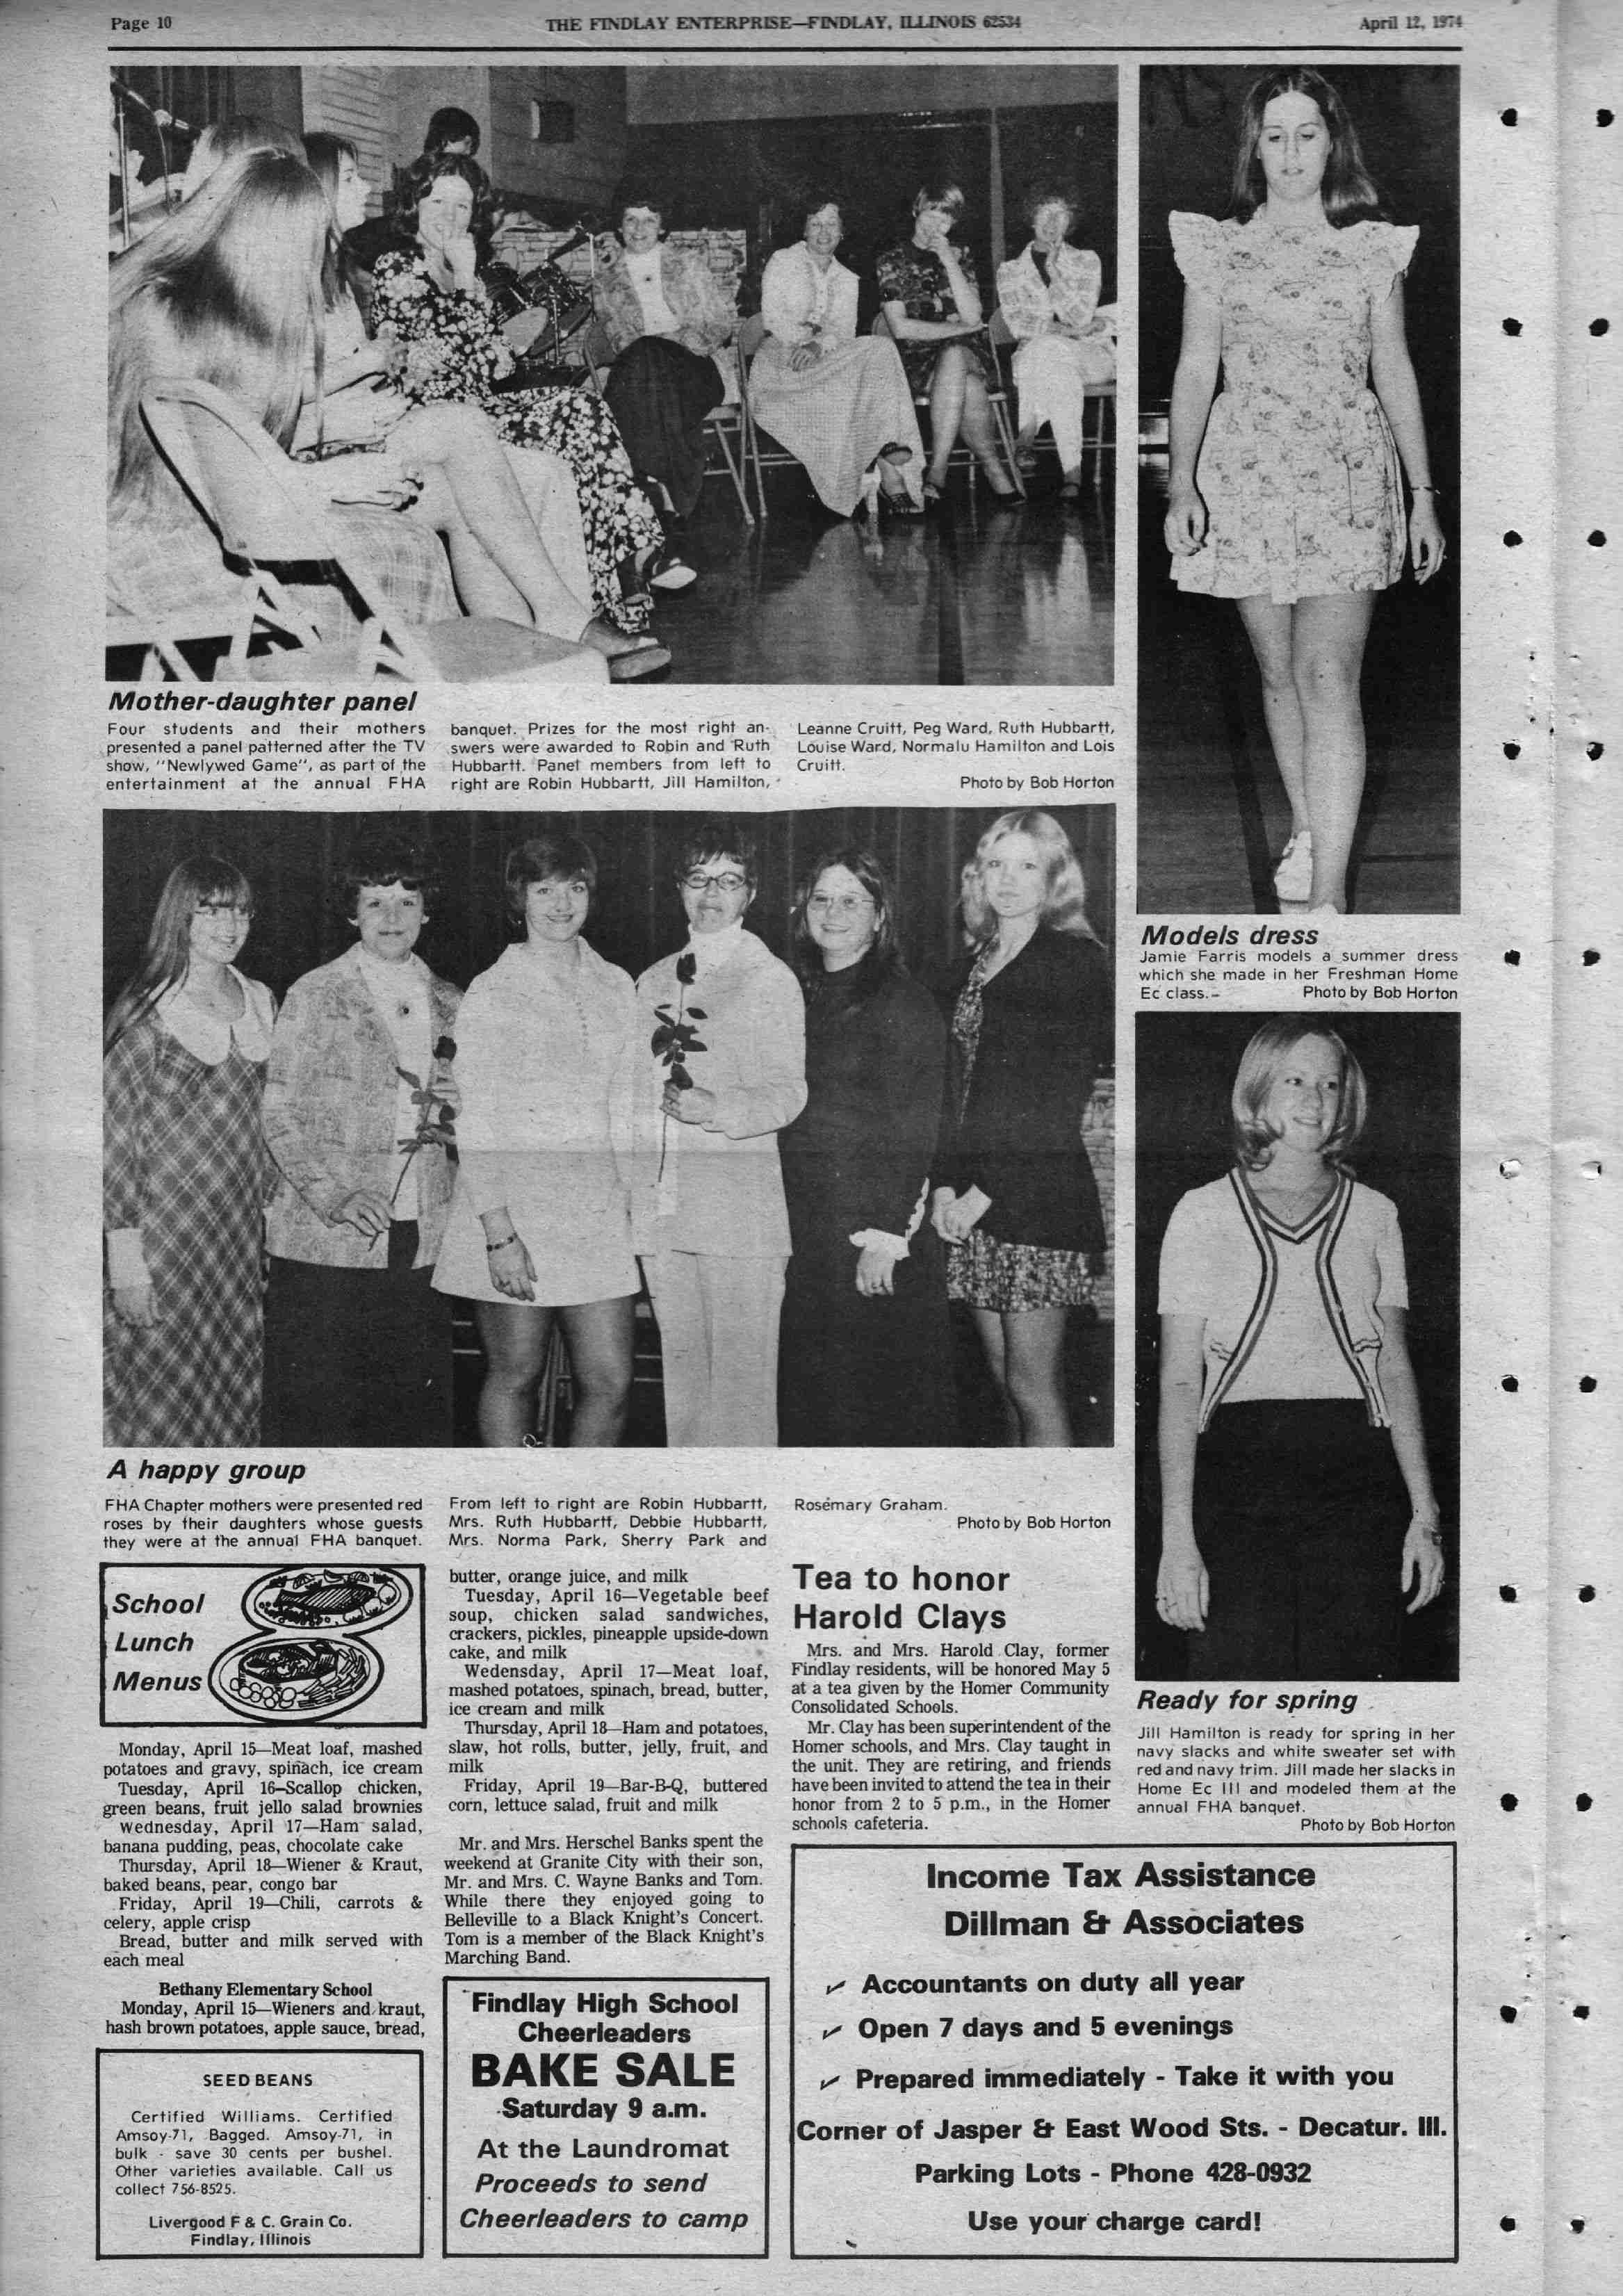 Page 10
THE FINDLAY ENTERPRISE—FINDLAY, ILLINOIS 62534
April 12, 1974
Mother-daughter panel
Four students and their mothers
presented a panel patterned after the TV
show, "Newlywed Game", as part of the
entertainment at the annual FHA
banquet. Prizes for the most right an-
swers were awarded to Robin and Ruth
Hubbartt. Panel members from left to
right are Robin Hubbartt, Jill Hamilton,
Leanne Cruitt, Peg Ward, Ruth Hubbartt,
Louise Ward, Normalu Hamilton and Lois
Cruitt.
Photo by Bob Horton
Models dress
Jamie Farris models a summer dress
which she made in her Freshman Home
Ec class.-
Photo by Bob Horton
A happy group
FHA Chapter mothers were presented red
roses by their daughters whose guests
they were at the annual FHA banquet.
From left to right are Robin Hubbartt,
Mrs. Ruth Hubbartt, Debbie Hubbartt,
Mrs. Norma Park, Sherry Park and
Rosemary Graham.
Photo by Bob Horton
School
Lunch
Menus
Monday, April 15—Meat loaf, mashed
potatoes and gravy, spinach, ice cream
Tuesday, April 16—Scallop chicken,
green beans, fruit jello salad brownies
Wednesday, April 17—Ham salad,
banana pudding, peas, chocolate cake
Thursday, April 18—Wiener & Kraut,
baked beans, pear, congo bar
Friday, April 19—Chili, carrots &
celery, apple crisp
Bread, butter and milk served with
each meal
Bethany Elementary School
Monday, April 15—Wieners and kraut,
hash brown potatoes, apple sauce, bread,
butter, orange juice, and milk
Tuesday, April 16—Vegetable beef
soup, chicken salad sandwiches,
crackers, pickles, pineapple upside-down
cake, and milk
Wedensday, April 17—Meat loaf,
mashed potatoes, spinach, bread, butter,
ice cream and milk
Thursday, April 18—Ham and potatoes,
slaw, hot rolls, butter, jelly, fruit, and
milk
Friday, April 19—Bar-B-Q, buttered
corn, lettuce salad, fruit and milk
Mr. and Mrs. Herschel Banks spent the
weekend at Granite City with their son,
Mr. and Mrs. C. Wayne Banks and Tom.
While there they enjoyed going to
Belleville to a Black Knight's Concert.
Tom is a member of the Black Knight's
Marching Band.
Tea to honor
Harold Clays
Mrs. and Mrs. Harold Clay, former
Findlay residents, will be honored May 5
at a tea given by the Homer Community
Consolidated Schools.
Mr. Clay has been superintendent of the
Homer schools, and Mrs. Clay taught in
the unit. They are retiring, and friends
have been invited to attend the tea in their
honor from 2 to 5 p.m., in the Homer
schools cafeteria.
Ready for spring
Jill Hamilton is ready for spring in her
navy slacks and white sweater set with
red and navy trim. Jill made her slacks in
Home Ec III and modeled them at the
annual FHA banquet.
Photo by Bob Horton
SEED BEANS
Certified Williams. Certified
Amsoy-71, Bagged. Amsoy-71, in
bulk - save 30 cents per bushel.
Other varieties available. Call us
collect 756-8525.
Livergood F & C. Grain Co.
Findlay, Illinois
Findlay High School
Cheerleaders
BAKE SALE
Saturday 9 a.m.
At the Laundromat
Proceeds to send
Cheerleaders to camp
Income Tax Assistance
Dillman & Associates
✓ Accountants on duty all year
✓ Open 7 days and 5 evenings
✓ Prepared immediately - Take it with you
Corner of Jasper & East Wood Sts. - Decatur. Ill.
Parking Lots - Phone 428-0932
Use your charge card!